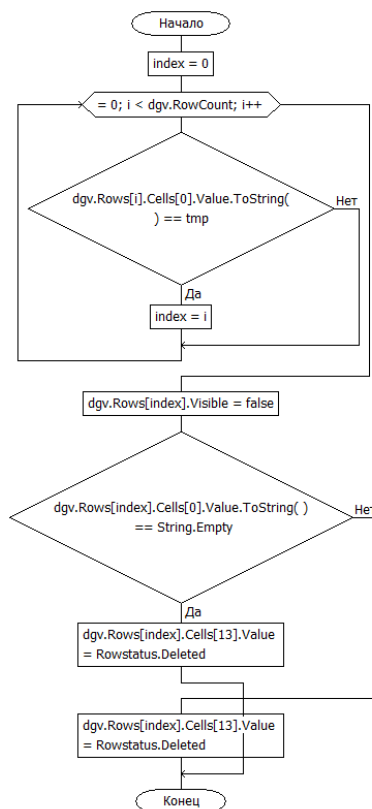 Начало
index = 0
= 0; i < dgv.RowCount; i++
dgv.Rows[i].Cells[0].Value.ToString(
) == tmp
Нет
Да
index = i
dgv.Rows[index].Visible = false
dgv.Rows[index].Cells[0].Value.ToString( )
== String.Empty
Нет
Да
dgv.Rows[index].Cells[13].Value
= Rowstatus.Deleted
dgv.Rows[index].Cells[13].Value
= Rowstatus.Deleted
Конец